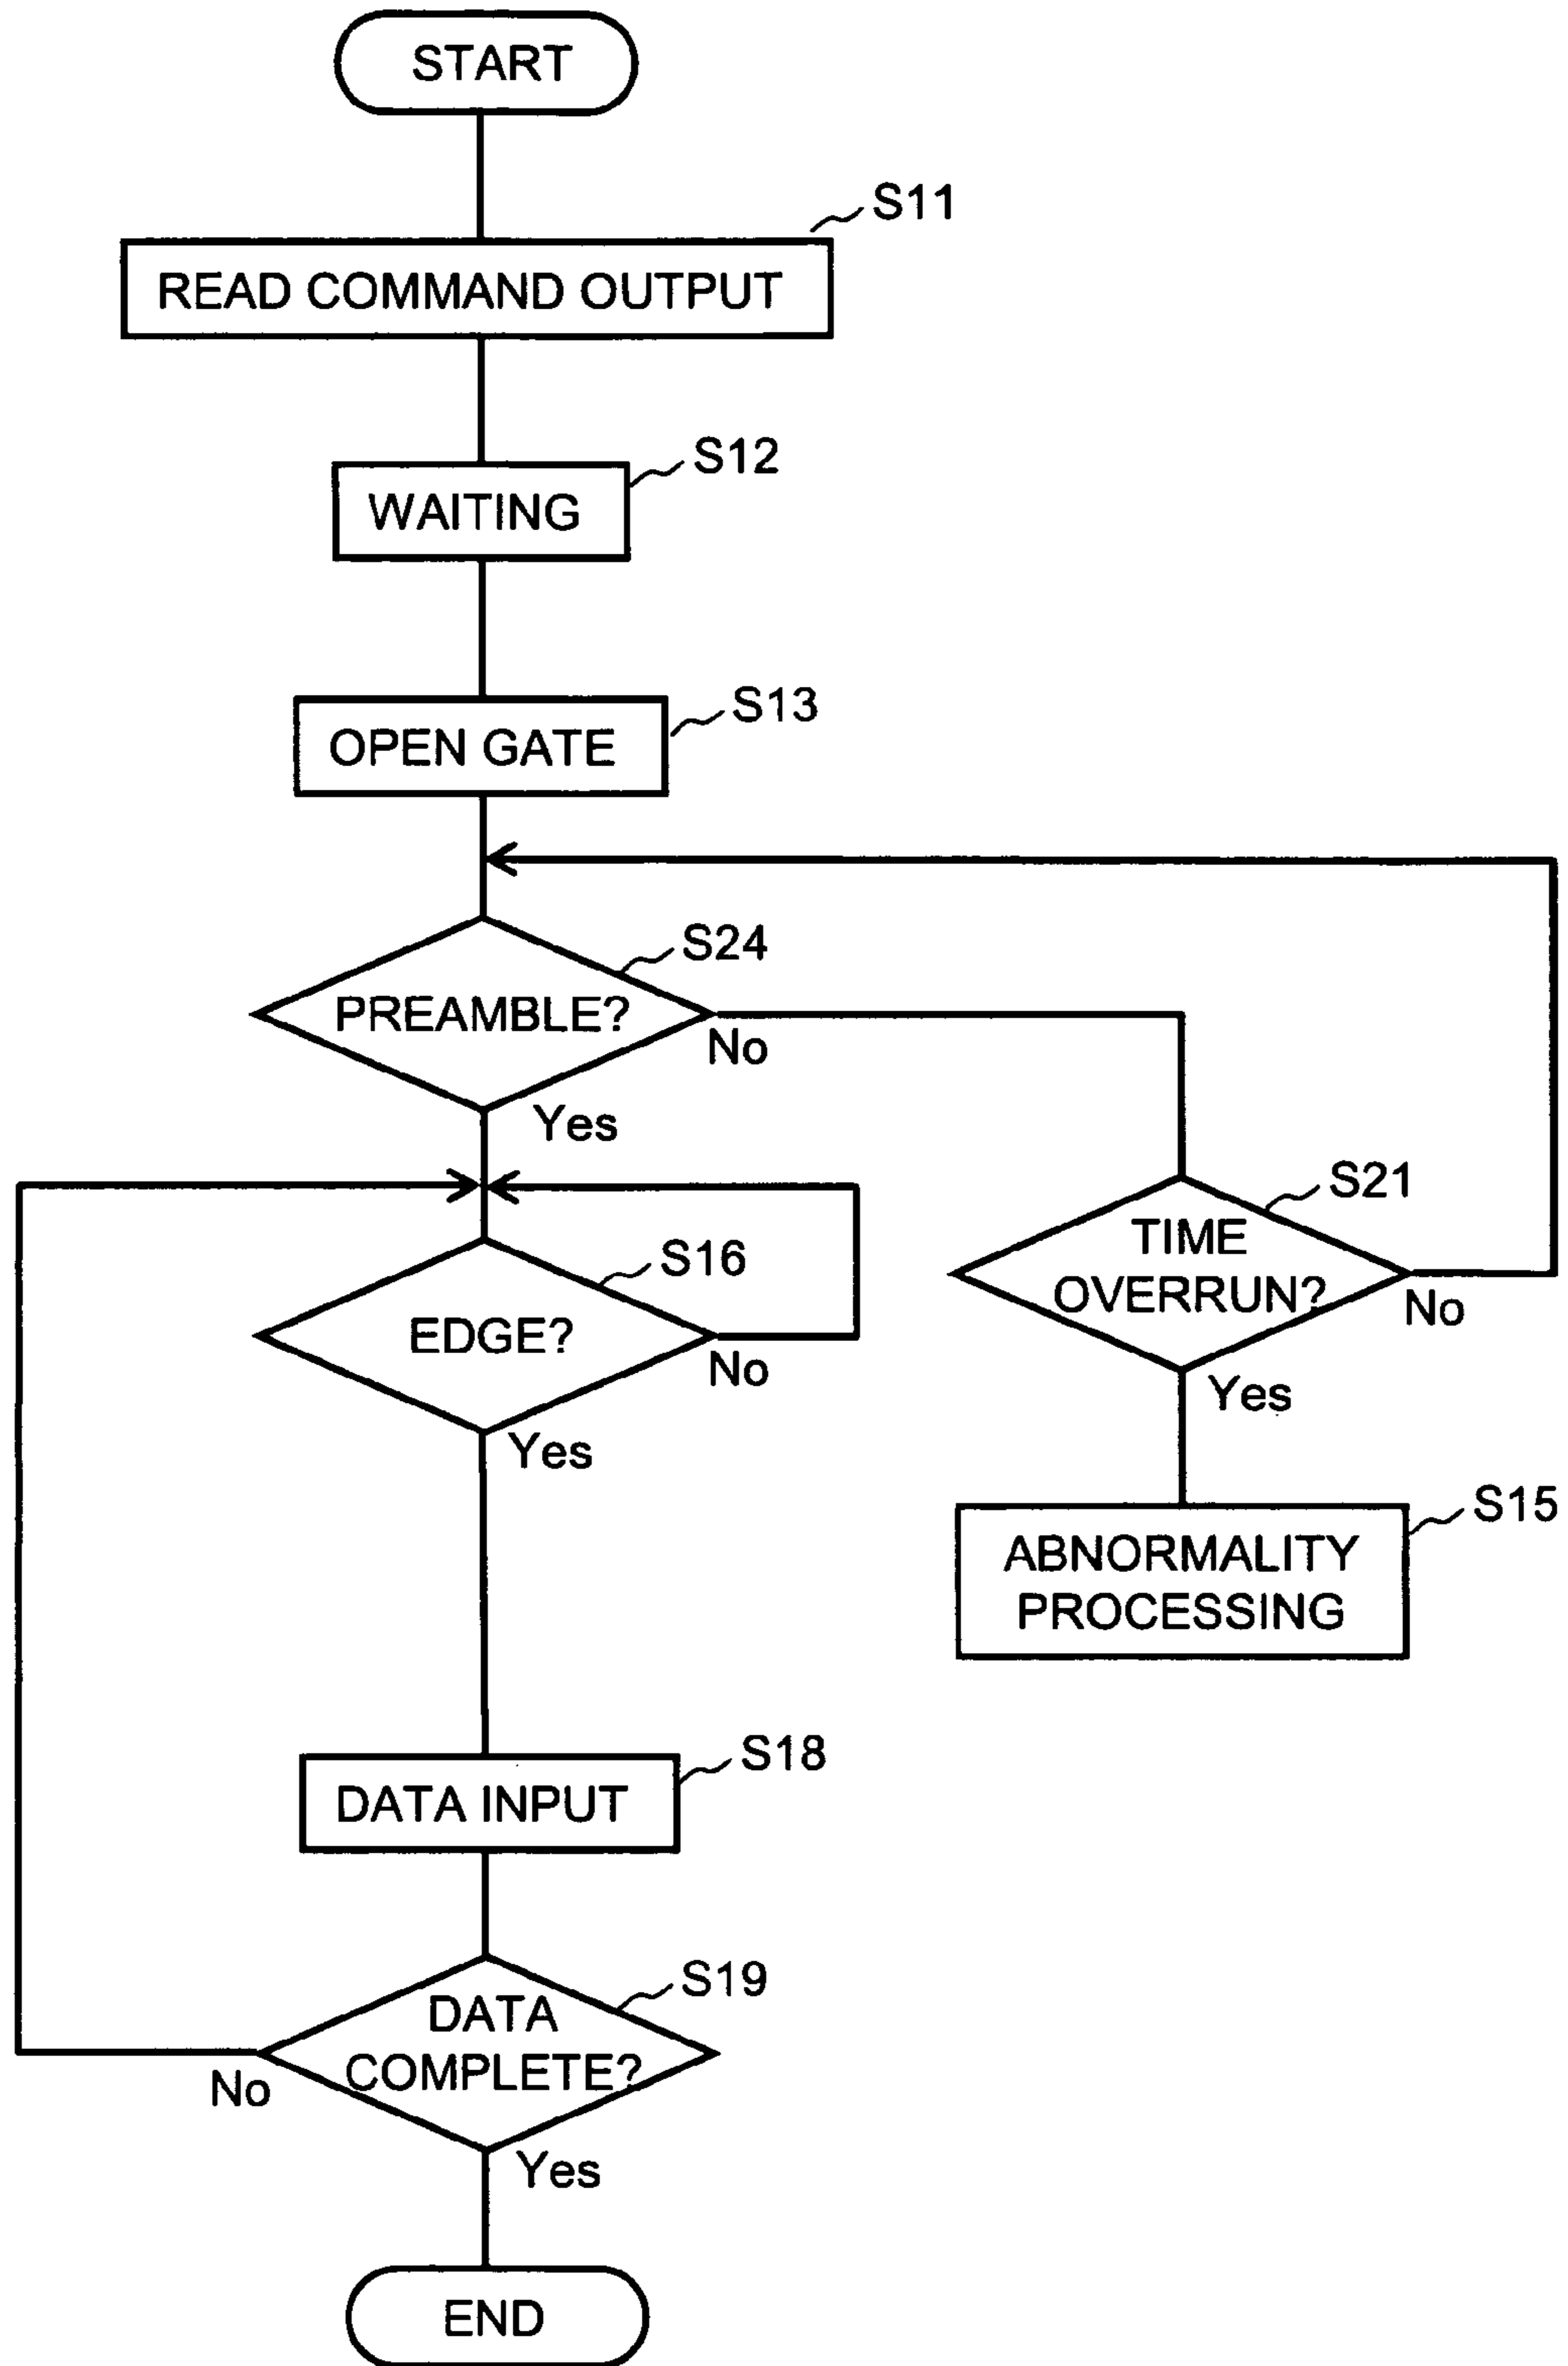 START
S11
READ COMMAND OUTPUT
S12
WAITING
S13
OPEN GATE
S24
PREAMBLE?
No
Yes
S21
TIME
OVERRUN?
No
Yes
S16
EDGE?
No
Yes
S15
ABNORMALITY
PROCESSING
S18
DATA INPUT
S19
DATA
COMPLETE?
No
Yes
END